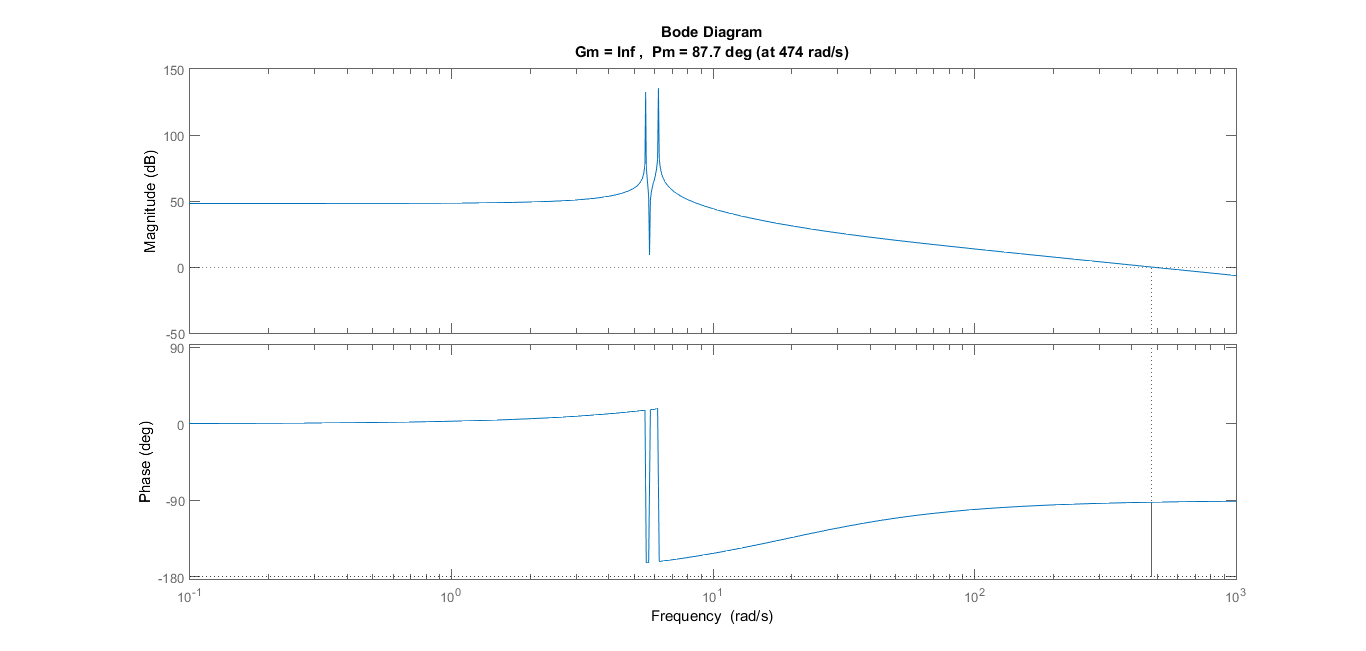 Bode Diagram
Gm = Inf , Pm = 87.7 deg (at 474 rad/s)
150
100
50
0
-50
Magnitude (dB)
90
0
-90
-180
Phase (deg)
10^-1 10^0 10^1 10^2 10^3
Frequency (rad/s)